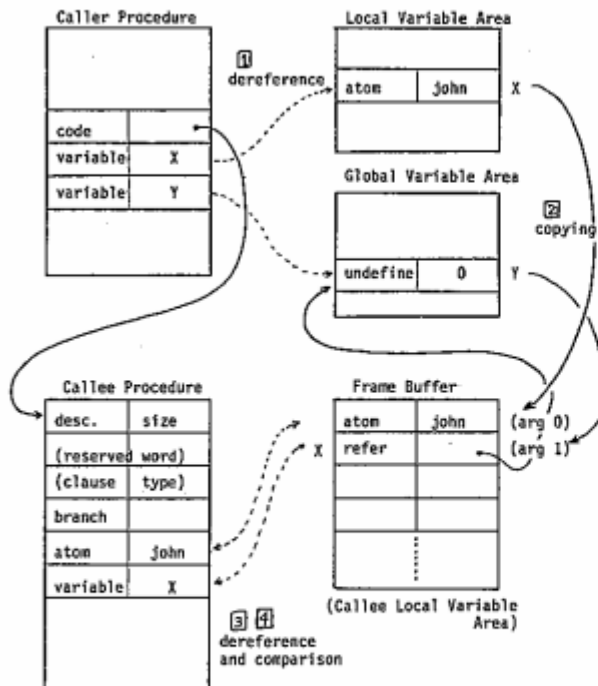 Caller Procedure
code
variable X
variable Y
1
dereference
Local Variable Area
atom john X
Global Variable Area
2
copying
undefine 0 Y
Callee Procedure
desc. size
(reserved word)
(clause type)
branch
atom john
variable X
3 4
dereference
and comparison
Frame Buffer
atom john (arg 0)
X refer (arg 1)
(Callee Local Variable
Area)